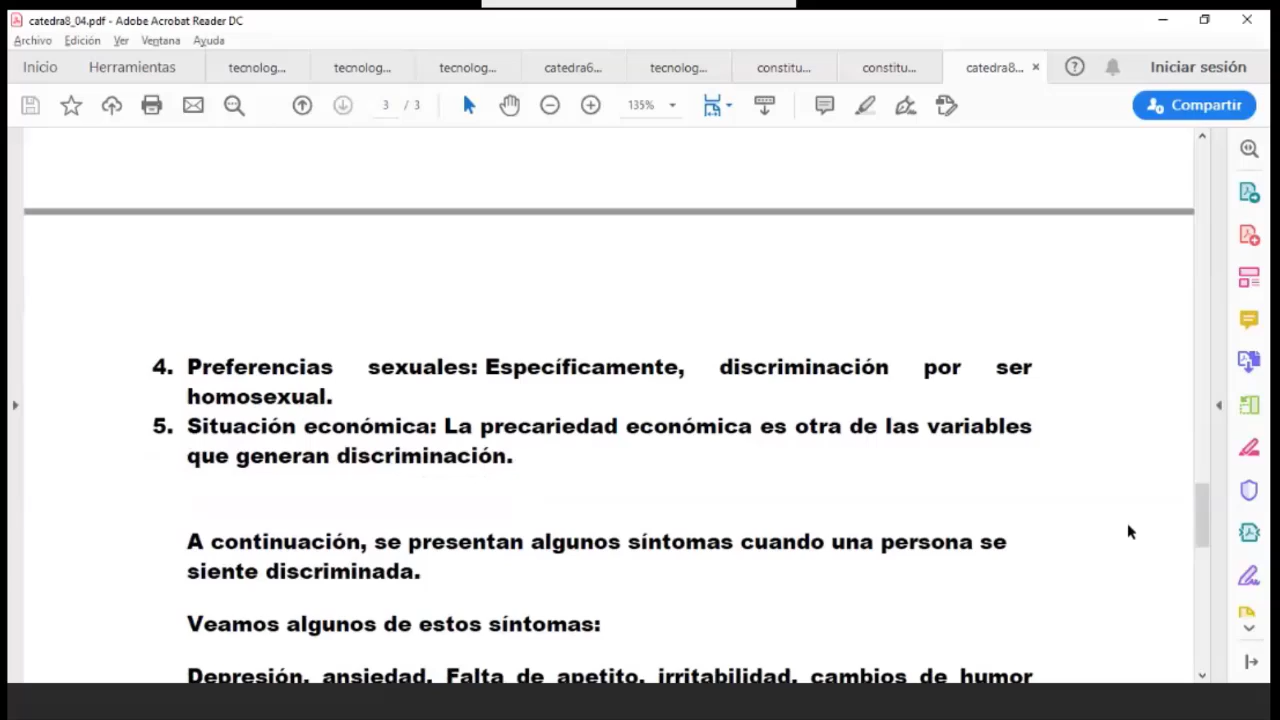 catedra8_04.pdf - Adobe Acrobat Reader DC
Archivo Edición Ver Ventana Ayuda
Inicio Herramientas tecnolog... tecnolog... tecnolog... catedra6... tecnolog... constitu... constitu... catedra8... × Iniciar sesión
3 / 3 135% Compartir
4. Preferencias sexuales: Específicamente, discriminación por ser
homosexual.
5. Situación económica: La precariedad económica es otra de las variables
que generan discriminación.
A continuación, se presentan algunos síntomas cuando una persona se
siente discriminada.
Veamos algunos de estos síntomas:
Depresión, ansiedad, Falta de apetito, irritabilidad, cambios de humor